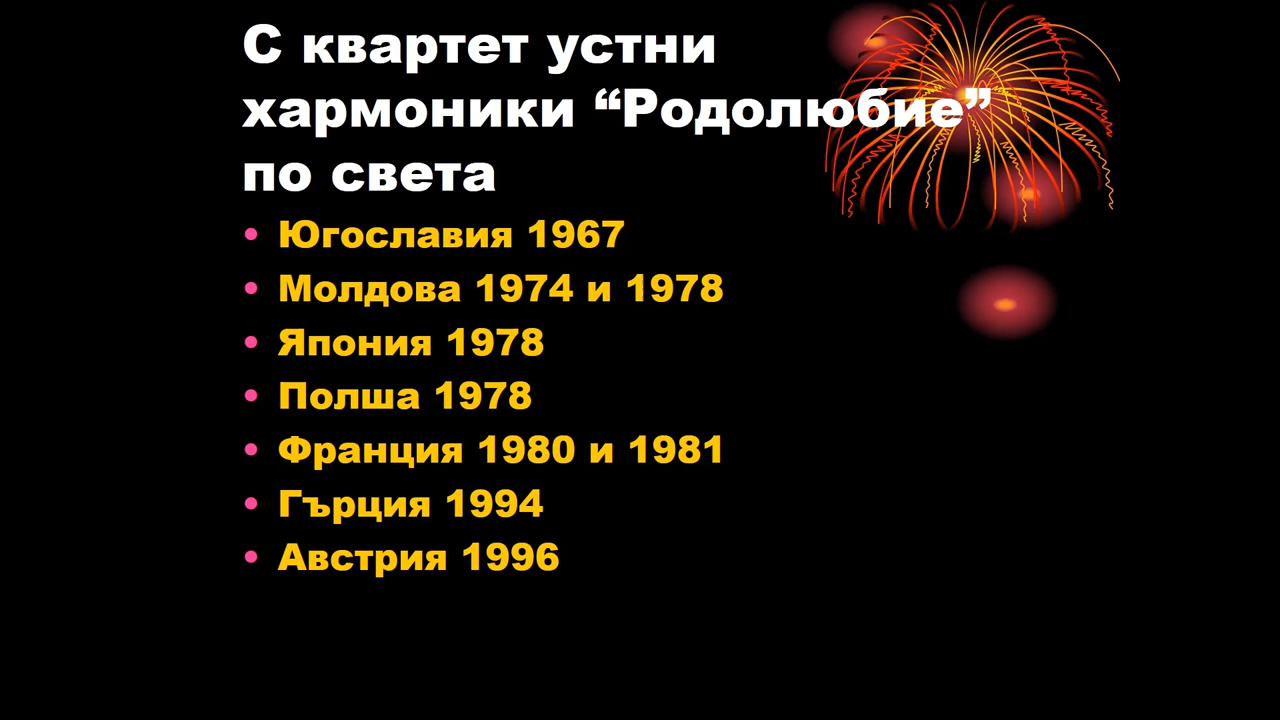 С квартет устни
хармоники “Родолюбие”
по света
• Югославия 1967
• Молдова 1974 и 1978
• Япония 1978
• Полша 1978
• Франция 1980 и 1981
• Гърция 1994
• Австрия 1996